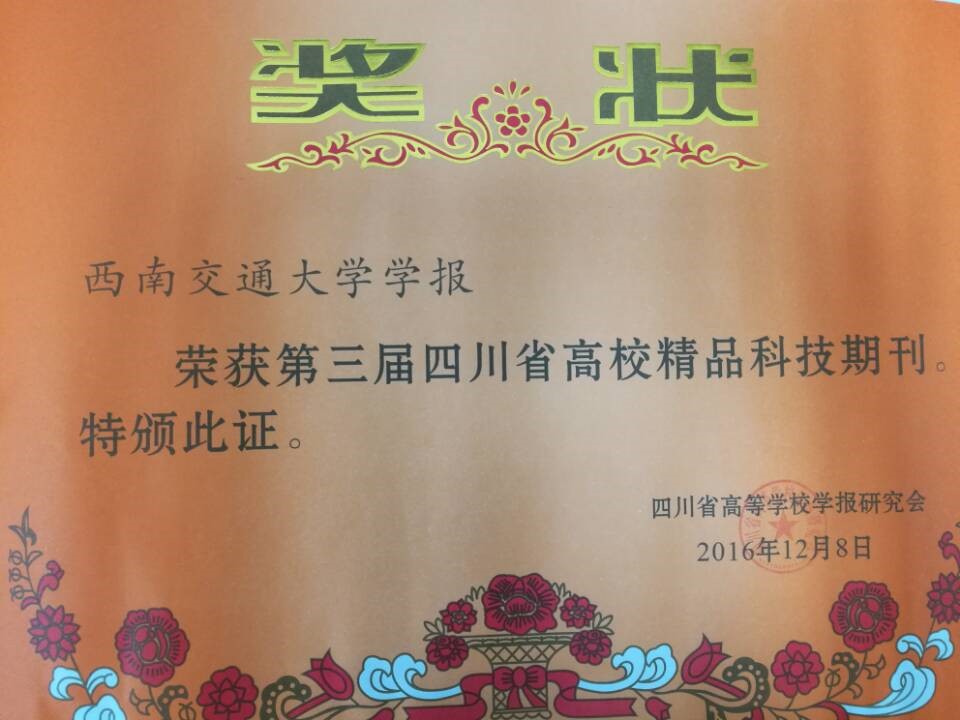 奖状
西南交通大学学报
荣获第三届四川省高校精品科技期刊。
特颁此证。
四川省高等学校学报研究会
2016年12月8日